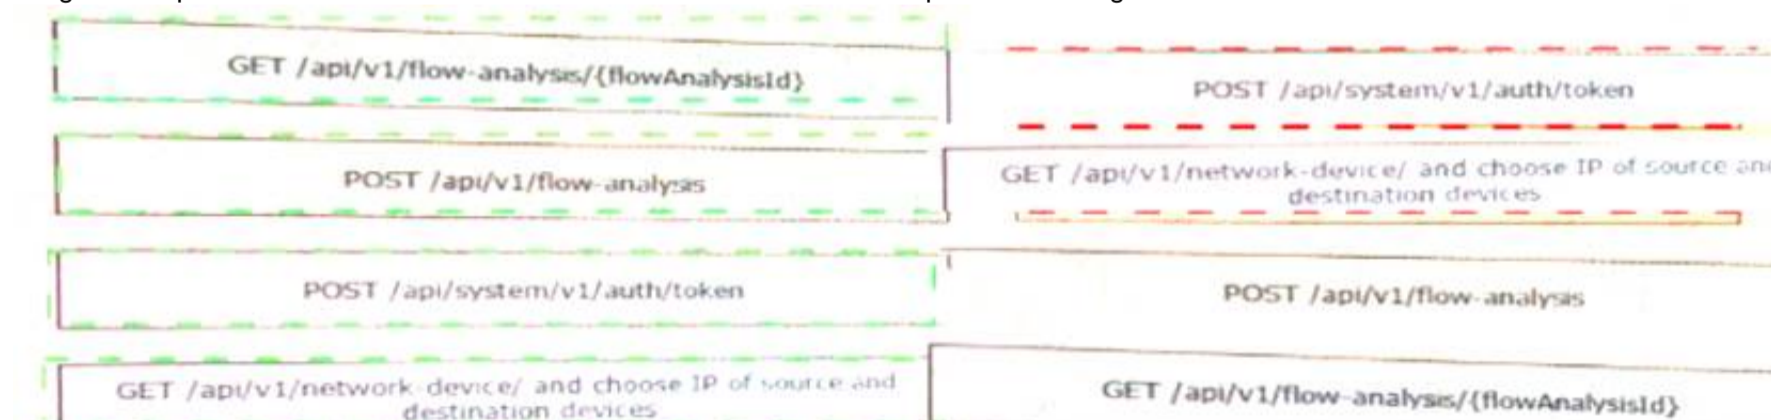 GET /api/v1/flow-analysis/{flowAnalysisId}
POST /api/v1/flow-analysis
POST /api/system/v1/auth/token
GET /api/v1/network-device/ and choose IP of source and
destination devices
POST /api/system/v1/auth/token
GET /api/v1/network-device/ and choose IP of source and
destination devices
POST /api/v1/flow-analysis
GET /api/v1/flow-analysis/{flowAnalysisId}